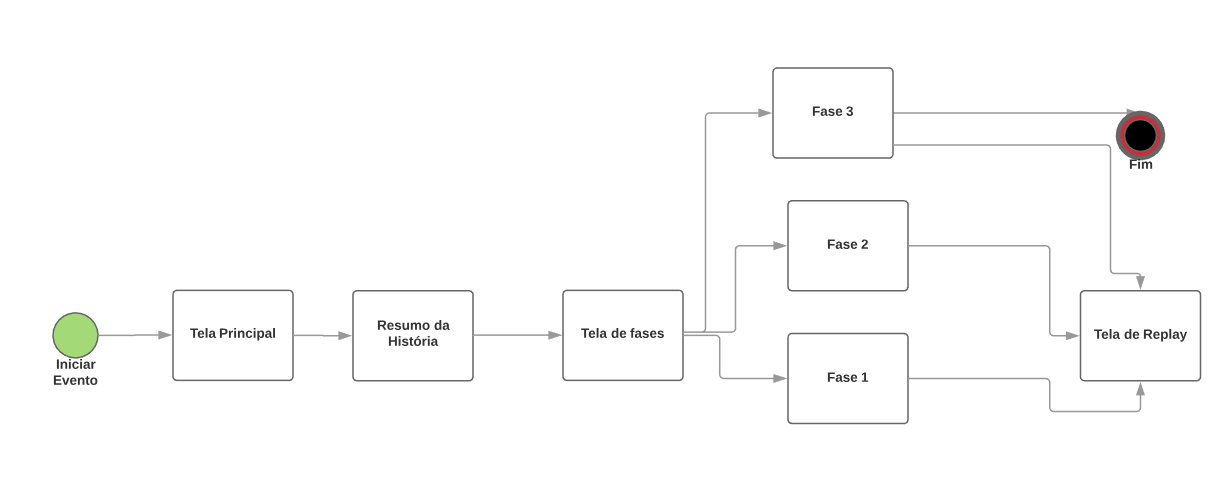 Iniciar
Evento
Tela Principal
Resumo da
História
Tela de fases
Fase 3
Fase 2
Fase 1
Fim
Tela de Replay